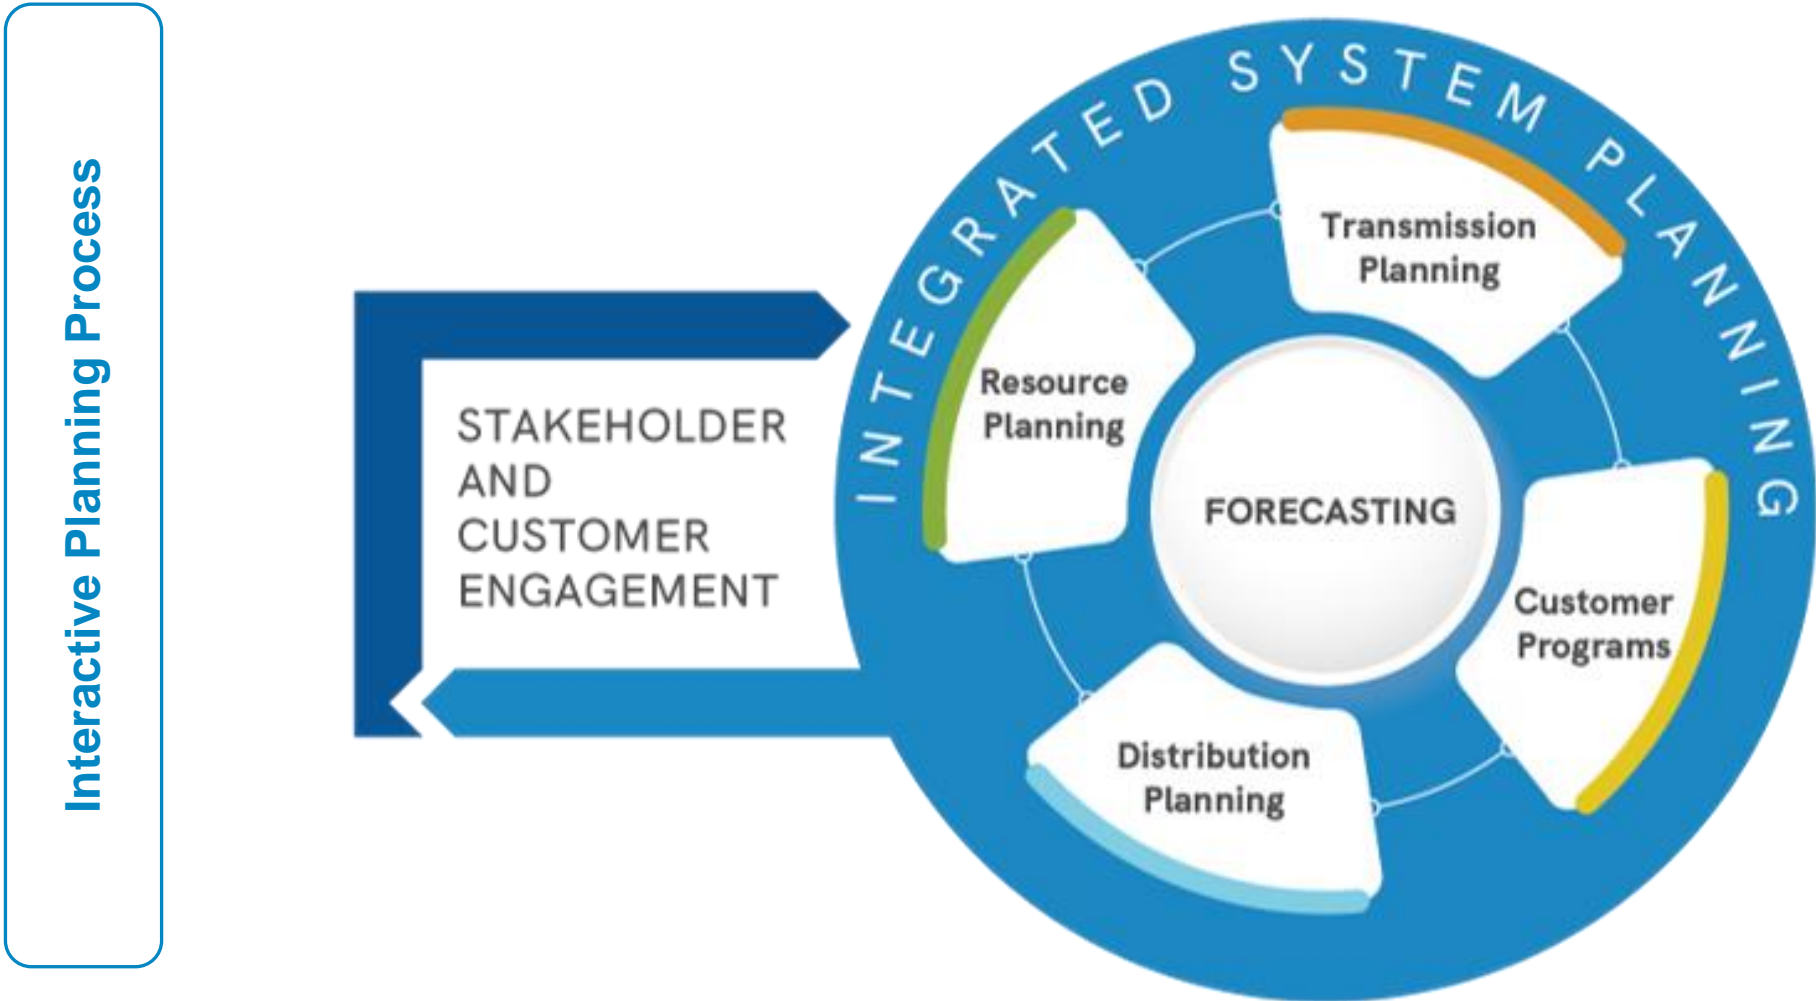 Interactive Planning Process
STAKEHOLDER
AND
CUSTOMER
ENGAGEMENT
INTEGRATED SYSTEM PLANNING
Transmission
Planning
Resource
Planning
FORECASTING
Customer
Programs
Distribution
Planning